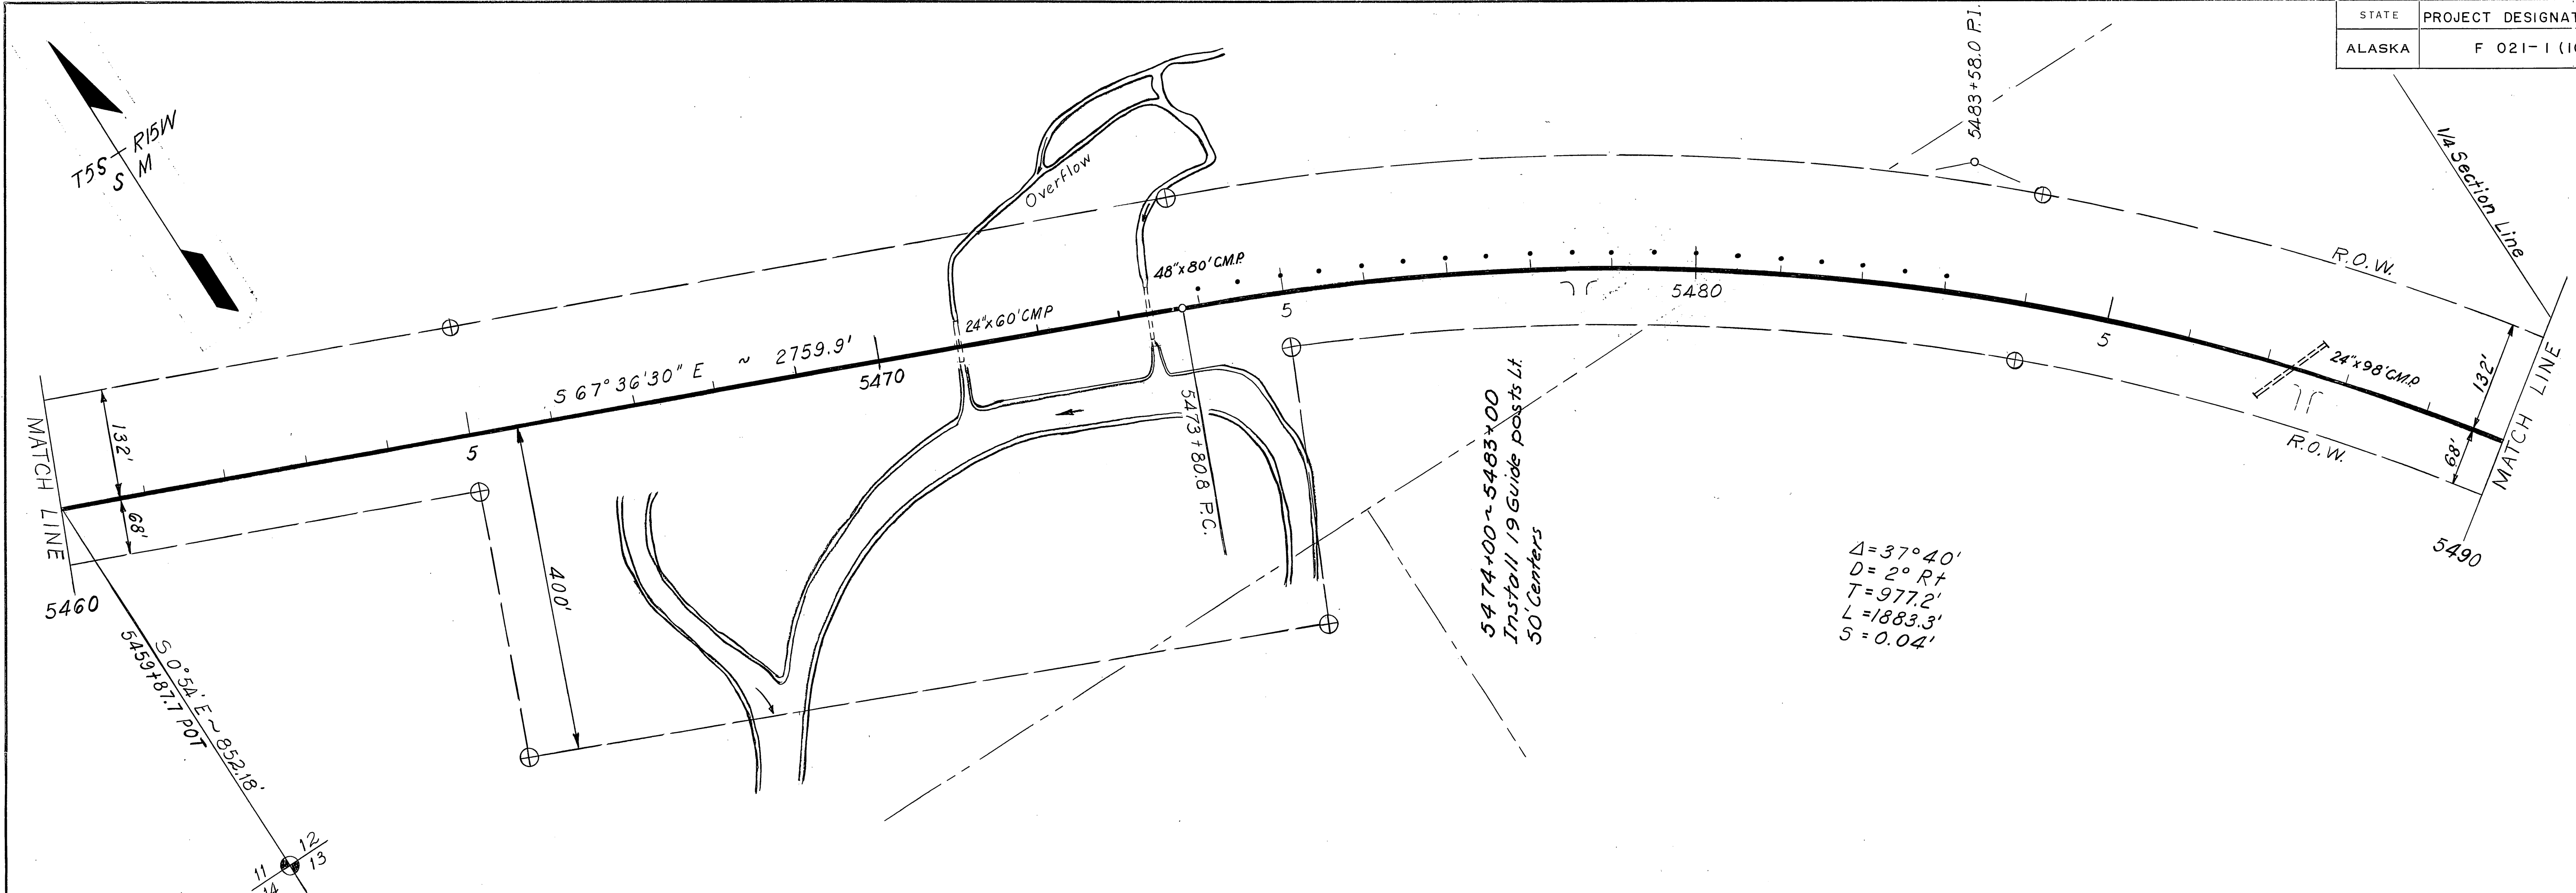 STATE
PROJECT DESIGNAT
ALASKA
F 021-1 (1
T5S R15W
S M
MATCH LINE
5460
132'
68'
S 0°54' E ~ 852.18'
5459+87.7 POT
11 12
14 13
S 67°36'30" E ~ 2759.9'
5
400'
5470
Overflow
24"x60' CMP
48"x80' C.M.P.
5473+80.8 P.C.
5
5474+00 ~ 5483+00
Install 19 Guide posts Lt.
50' Centers
5480
5483+58.0 P.I.
Δ = 37°40'
D = 2° Rt
T = 977.2'
L = 1883.3'
S = 0.04'
5
24"x98' C.M.P.
R.O.W.
R.O.W.
1/4 Section Line
132'
68'
MATCH LINE
5490